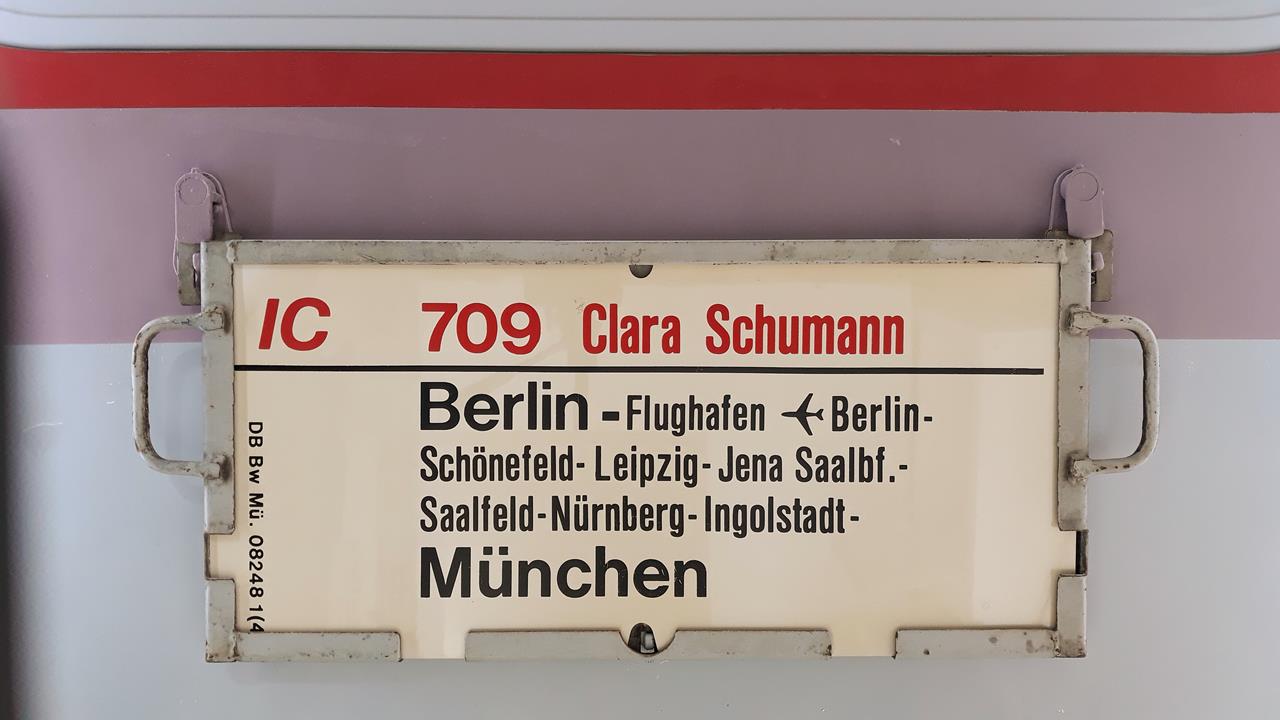 IC 709 Clara Schumann
Berlin - Flughafen Berlin-
Schönefeld- Leipzig- Jena Saalbf.-
Saalfeld- Nürnberg- Ingolstadt-
München
DB Bw Mü. 08248 1(4